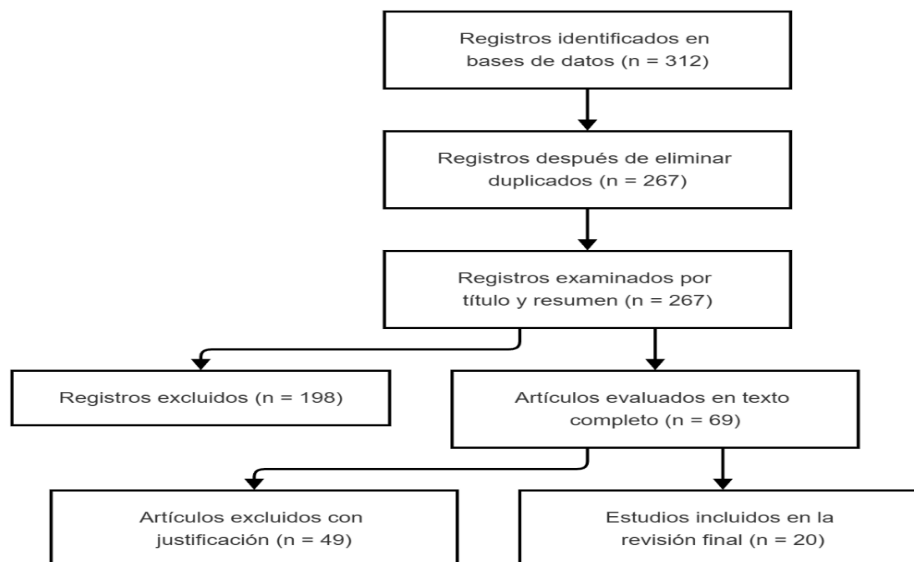 Registros identificados en
bases de datos (n = 312)
Registros después de eliminar
duplicados (n = 267)
Registros examinados por
título y resumen (n = 267)
Registros excluidos (n = 198)
Artículos evaluados en texto
completo (n = 69)
Artículos excluidos con
justificación (n = 49)
Estudios incluidos en la
revisión final (n = 20)